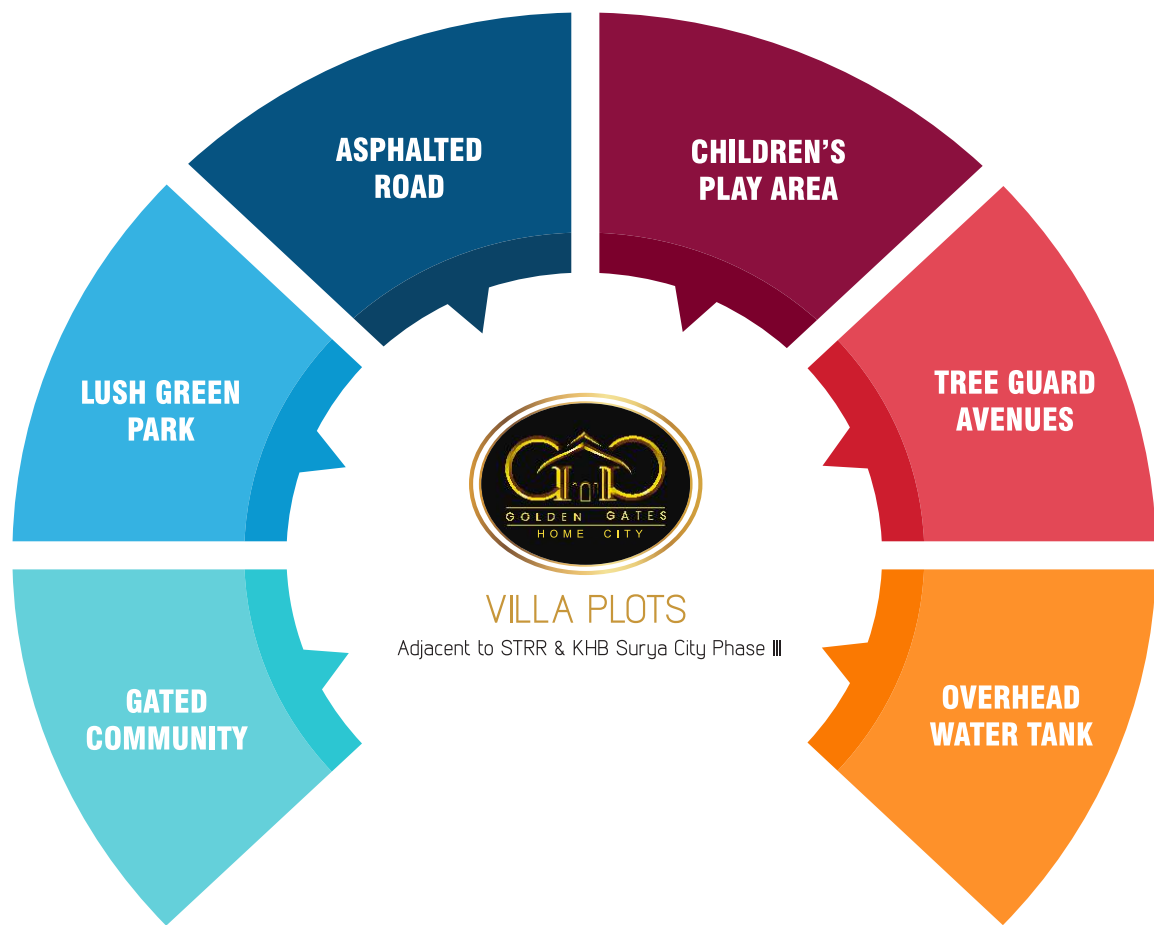 ASPHALTED
ROAD
CHILDREN'S
PLAY AREA
LUSH GREEN
PARK
TREE GUARD
AVENUES
GOLDEN GATES
HOME CITY
VILLA PLOTS
Adjacent to STRR & KHB Surya City Phase III
GATED
COMMUNITY
OVERHEAD
WATER TANK